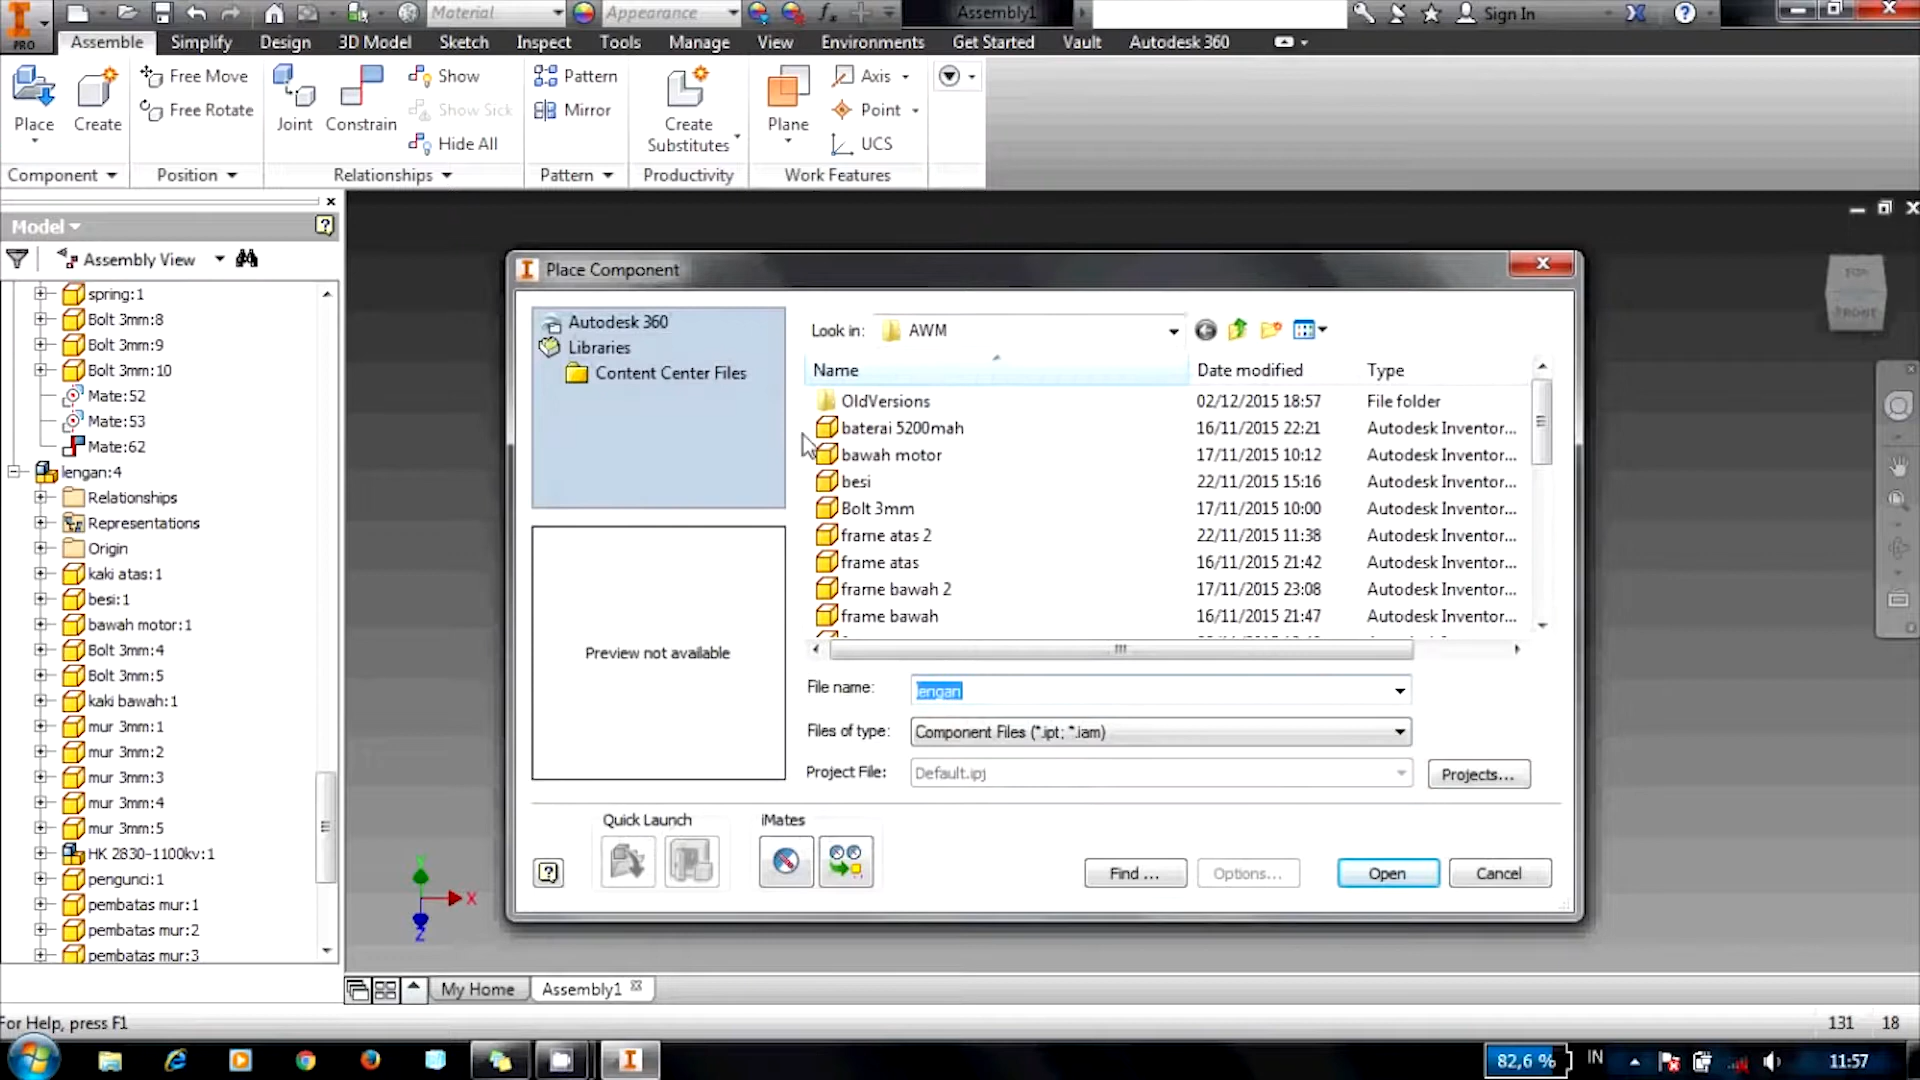 PRO
Material
Appearance
Assembly1
Sign In
Assemble Simplify Design 3D Model Sketch Inspect Tools Manage View Environments Get Started Vault Autodesk 360
Place
Create
Free Move
Free Rotate
Joint
Constrain
Show
Show Sick
Hide All
Pattern
Mirror
Create
Substitutes
Plane
Axis
Point
UCS
Component Position Relationships Pattern Productivity Work Features
Model
Assembly View
spring:1
Bolt 3mm:8
Bolt 3mm:9
Bolt 3mm:10
Mate:52
Mate:53
Mate:62
lengan:4
Relationships
Representations
Origin
kaki atas:1
besi:1
bawah motor:1
Bolt 3mm:4
Bolt 3mm:5
kaki bawah:1
mur 3mm:1
mur 3mm:2
mur 3mm:3
mur 3mm:4
mur 3mm:5
HK 2830-1100kv:1
pengunci:1
pembatas mur:1
pembatas mur:2
pembatas mur:3
Place Component
Autodesk 360
Libraries
Content Center Files
Preview not available
Look in: AWM
Name Date modified Type
OldVersions 02/12/2015 18:57 File folder
baterai 5200mah 16/11/2015 22:21 Autodesk Inventor...
bawah motor 17/11/2015 10:12 Autodesk Inventor...
besi 22/11/2015 15:16 Autodesk Inventor...
Bolt 3mm 17/11/2015 10:00 Autodesk Inventor...
frame atas 2 22/11/2015 11:38 Autodesk Inventor...
frame atas 16/11/2015 21:42 Autodesk Inventor...
frame bawah 2 17/11/2015 23:08 Autodesk Inventor...
frame bawah 16/11/2015 21:47 Autodesk Inventor...
File name: lengan
Files of type: Component Files (*.ipt; *.iam)
Project File: Default.ipj
Projects...
Quick Launch
iMates
Find ...
Options...
Open
Cancel
FRONT
X
Z
My Home
Assembly1
For Help, press F1
131 18
82,6 %
IN
11:57